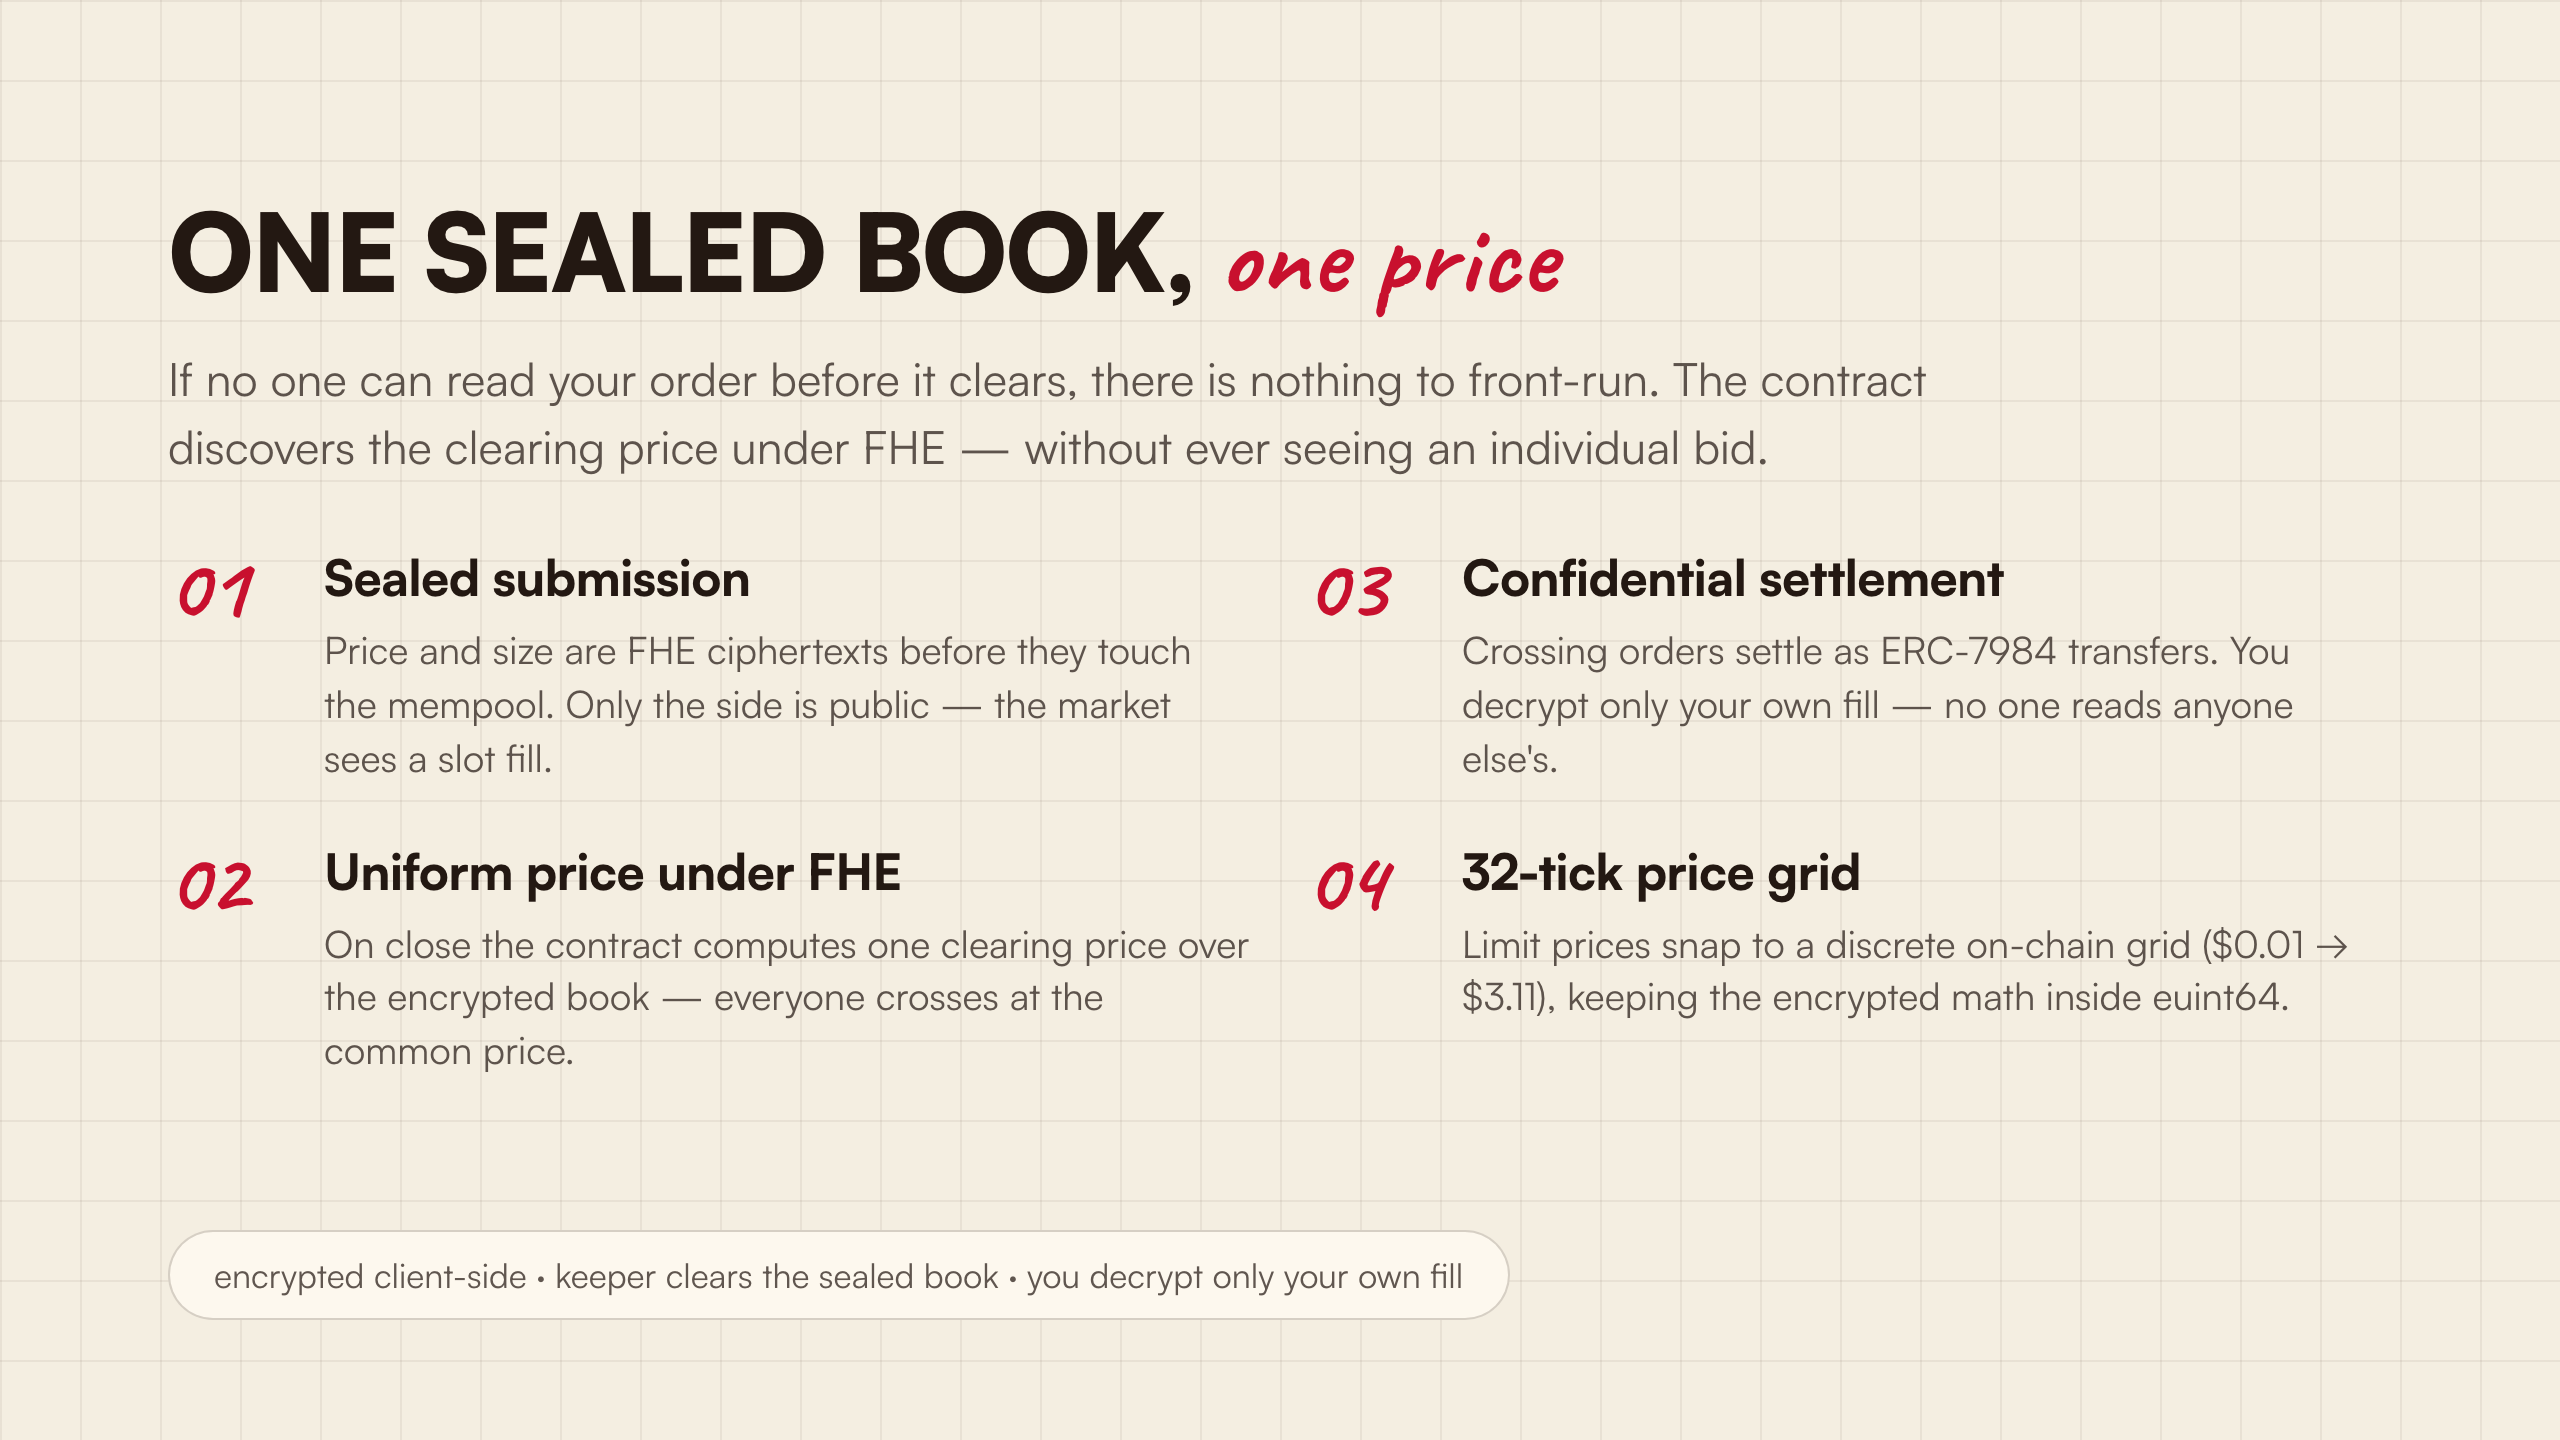 ONE SEALED BOOK, one price
If no one can read your order before it clears, there is nothing to front-run. The contract
discovers the clearing price under FHE — without ever seeing an individual bid.
01
Sealed submission
Price and size are FHE ciphertexts before they touch
the mempool. Only the side is public — the market
sees a slot fill.
02
Uniform price under FHE
On close the contract computes one clearing price over
the encrypted book — everyone crosses at the
common price.
03
Confidential settlement
Crossing orders settle as ERC-7984 transfers. You
decrypt only your own fill — no one reads anyone
else's.
04
32-tick price grid
Limit prices snap to a discrete on-chain grid ($0.01 →
$3.11), keeping the encrypted math inside euint64.
encrypted client-side · keeper clears the sealed book · you decrypt only your own fill